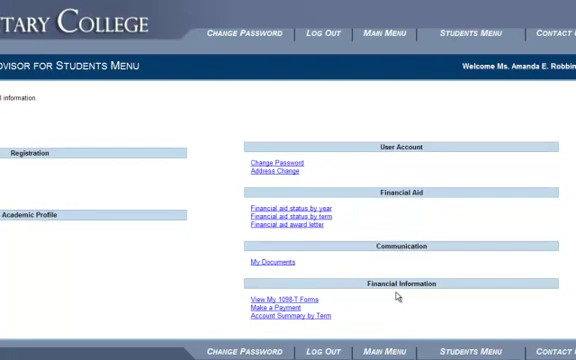 TARY COLLEGE
CHANGE PASSWORD LOG OUT MAIN MENU STUDENTS MENU CONTACT
VISOR FOR STUDENTS MENU Welcome Ms. Amanda E. Robbin
l information.
Registration
Academic Profile
User Account
Change Password
Address Change
Financial Aid
Financial aid status by year
Financial aid status by term
Financial aid award letter
Communication
My Documents
Financial Information
View My 1098-T Forms
Make a Payment
Account Summary by Term
CHANGE PASSWORD LOG OUT MAIN MENU STUDENTS MENU CONTACT